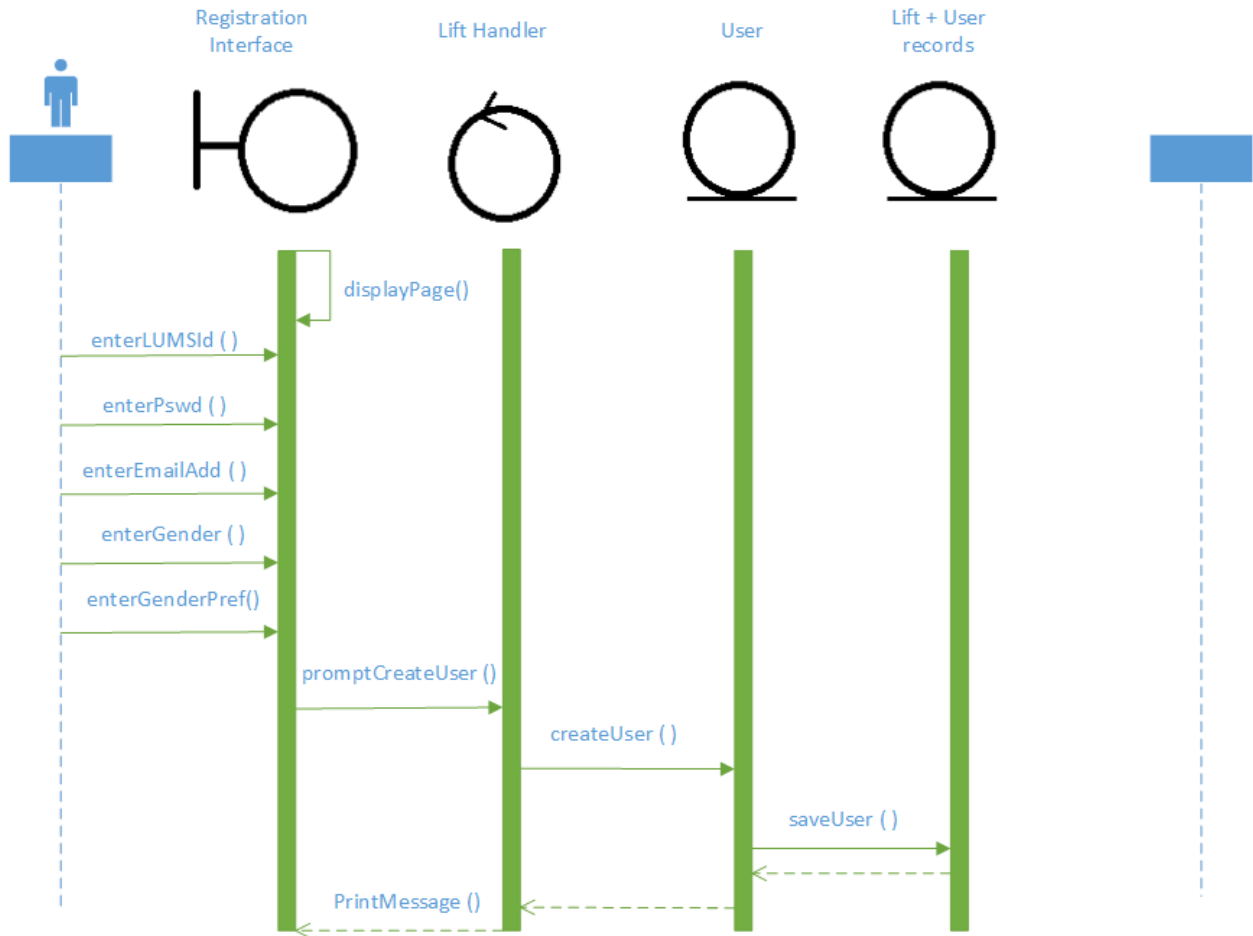 Registration
Interface
Lift Handler
User
Lift + User
records
displayPage()
enterLUMSId ( )
enterPswd ( )
enterEmailAdd ( )
enterGender ( )
enterGenderPref()
promptCreateUser ()
createUser ( )
saveUser ( )
PrintMessage ()